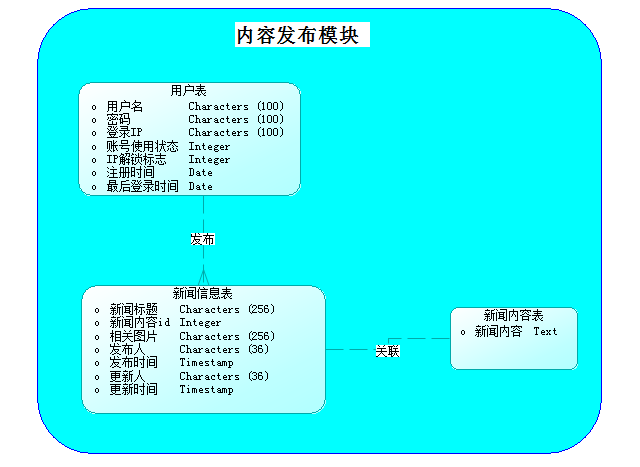 内容发布模块
用户表
用户名 Characters (100)
密码 Characters (100)
登录IP Characters (100)
账号使用状态 Integer
IP解锁标志 Integer
注册时间 Date
最后登录时间 Date
发布
新闻信息表
新闻标题 Characters (256)
新闻内容id Integer
相关图片 Characters (256)
发布人 Characters (36)
发布时间 Timestamp
更新人 Characters (36)
更新时间 Timestamp
关联
新闻内容表
新闻内容 Text